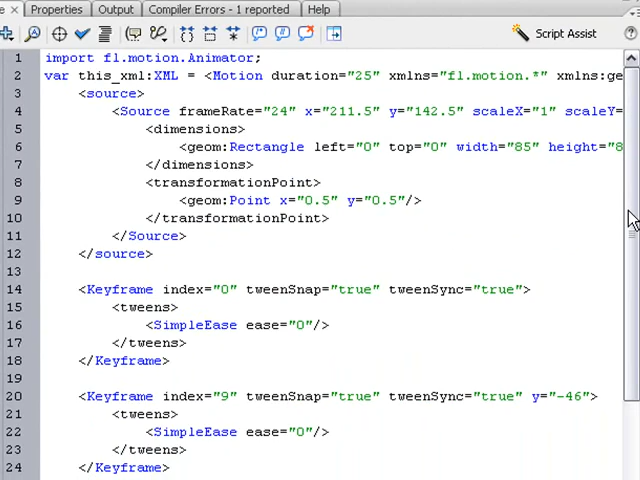 e × Properties Output Compiler Errors - 1 reported Help
Script Assist
1 import fl.motion.Animator;
2 var this_xml:XML = <Motion duration="25" xmlns="fl.motion.*" xmlns:ge
3 <source>
4 <Source frameRate="24" x="211.5" y="142.5" scaleX="1" scaleY=
5 <dimensions>
6 <geom:Rectangle left="0" top="0" width="85" height="8
7 </dimensions>
8 <transformationPoint>
9 <geom:Point x="0.5" y="0.5"/>
10 </transformationPoint>
11 </Source>
12 </source>
13
14 <Keyframe index="0" tweenSnap="true" tweenSync="true">
15 <tweens>
16 <SimpleEase ease="0"/>
17 </tweens>
18 </Keyframe>
19
20 <Keyframe index="9" tweenSnap="true" tweenSync="true" y="-46">
21 <tweens>
22 <SimpleEase ease="0"/>
23 </tweens>
24 </Keyframe>